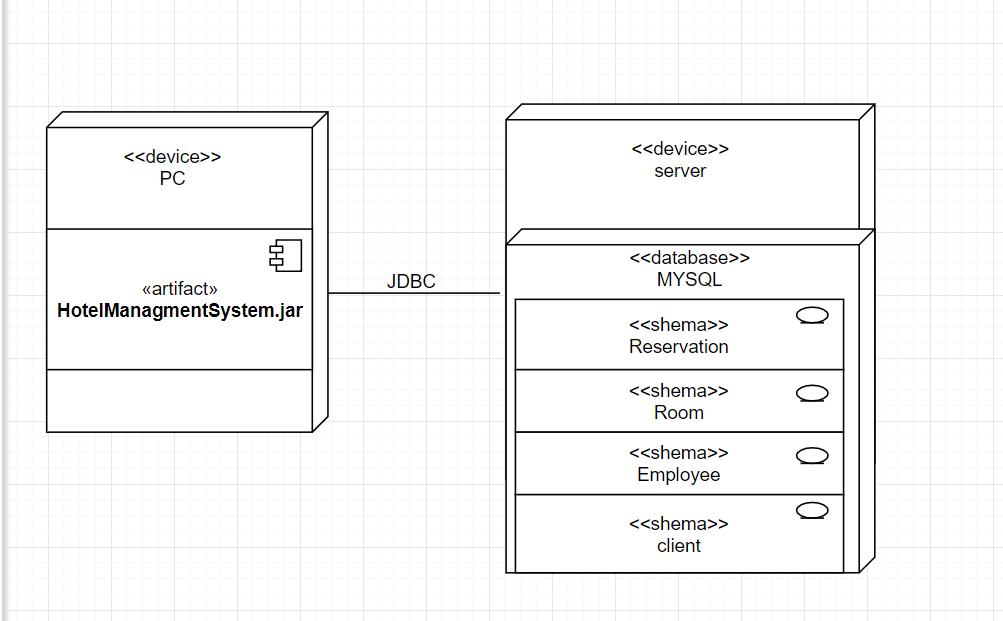 <<device>>
PC
«artifact»
HotelManagmentSystem.jar
JDBC
<<device>>
server
<<database>>
MYSQL
<<shema>>
Reservation
<<shema>>
Room
<<shema>>
Employee
<<shema>>
client